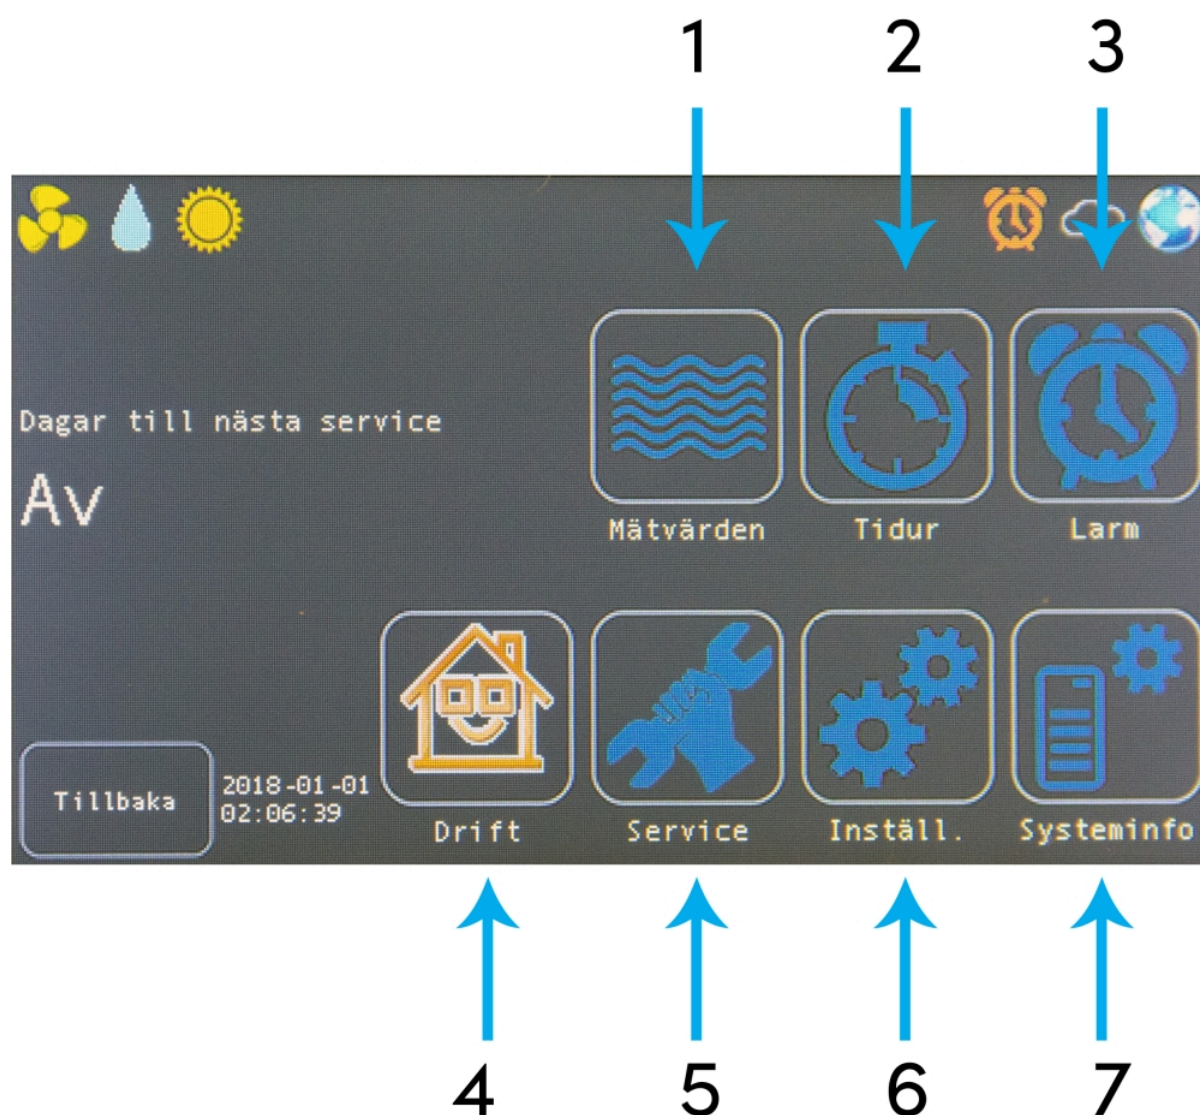 1 2 3
Dagar till nästa service
Av
Mätvärden Tidur Larm
Tillbaka
2018-01-01
02:06:39
Drift Service Inställ. Systeminfo
4 5 6 7